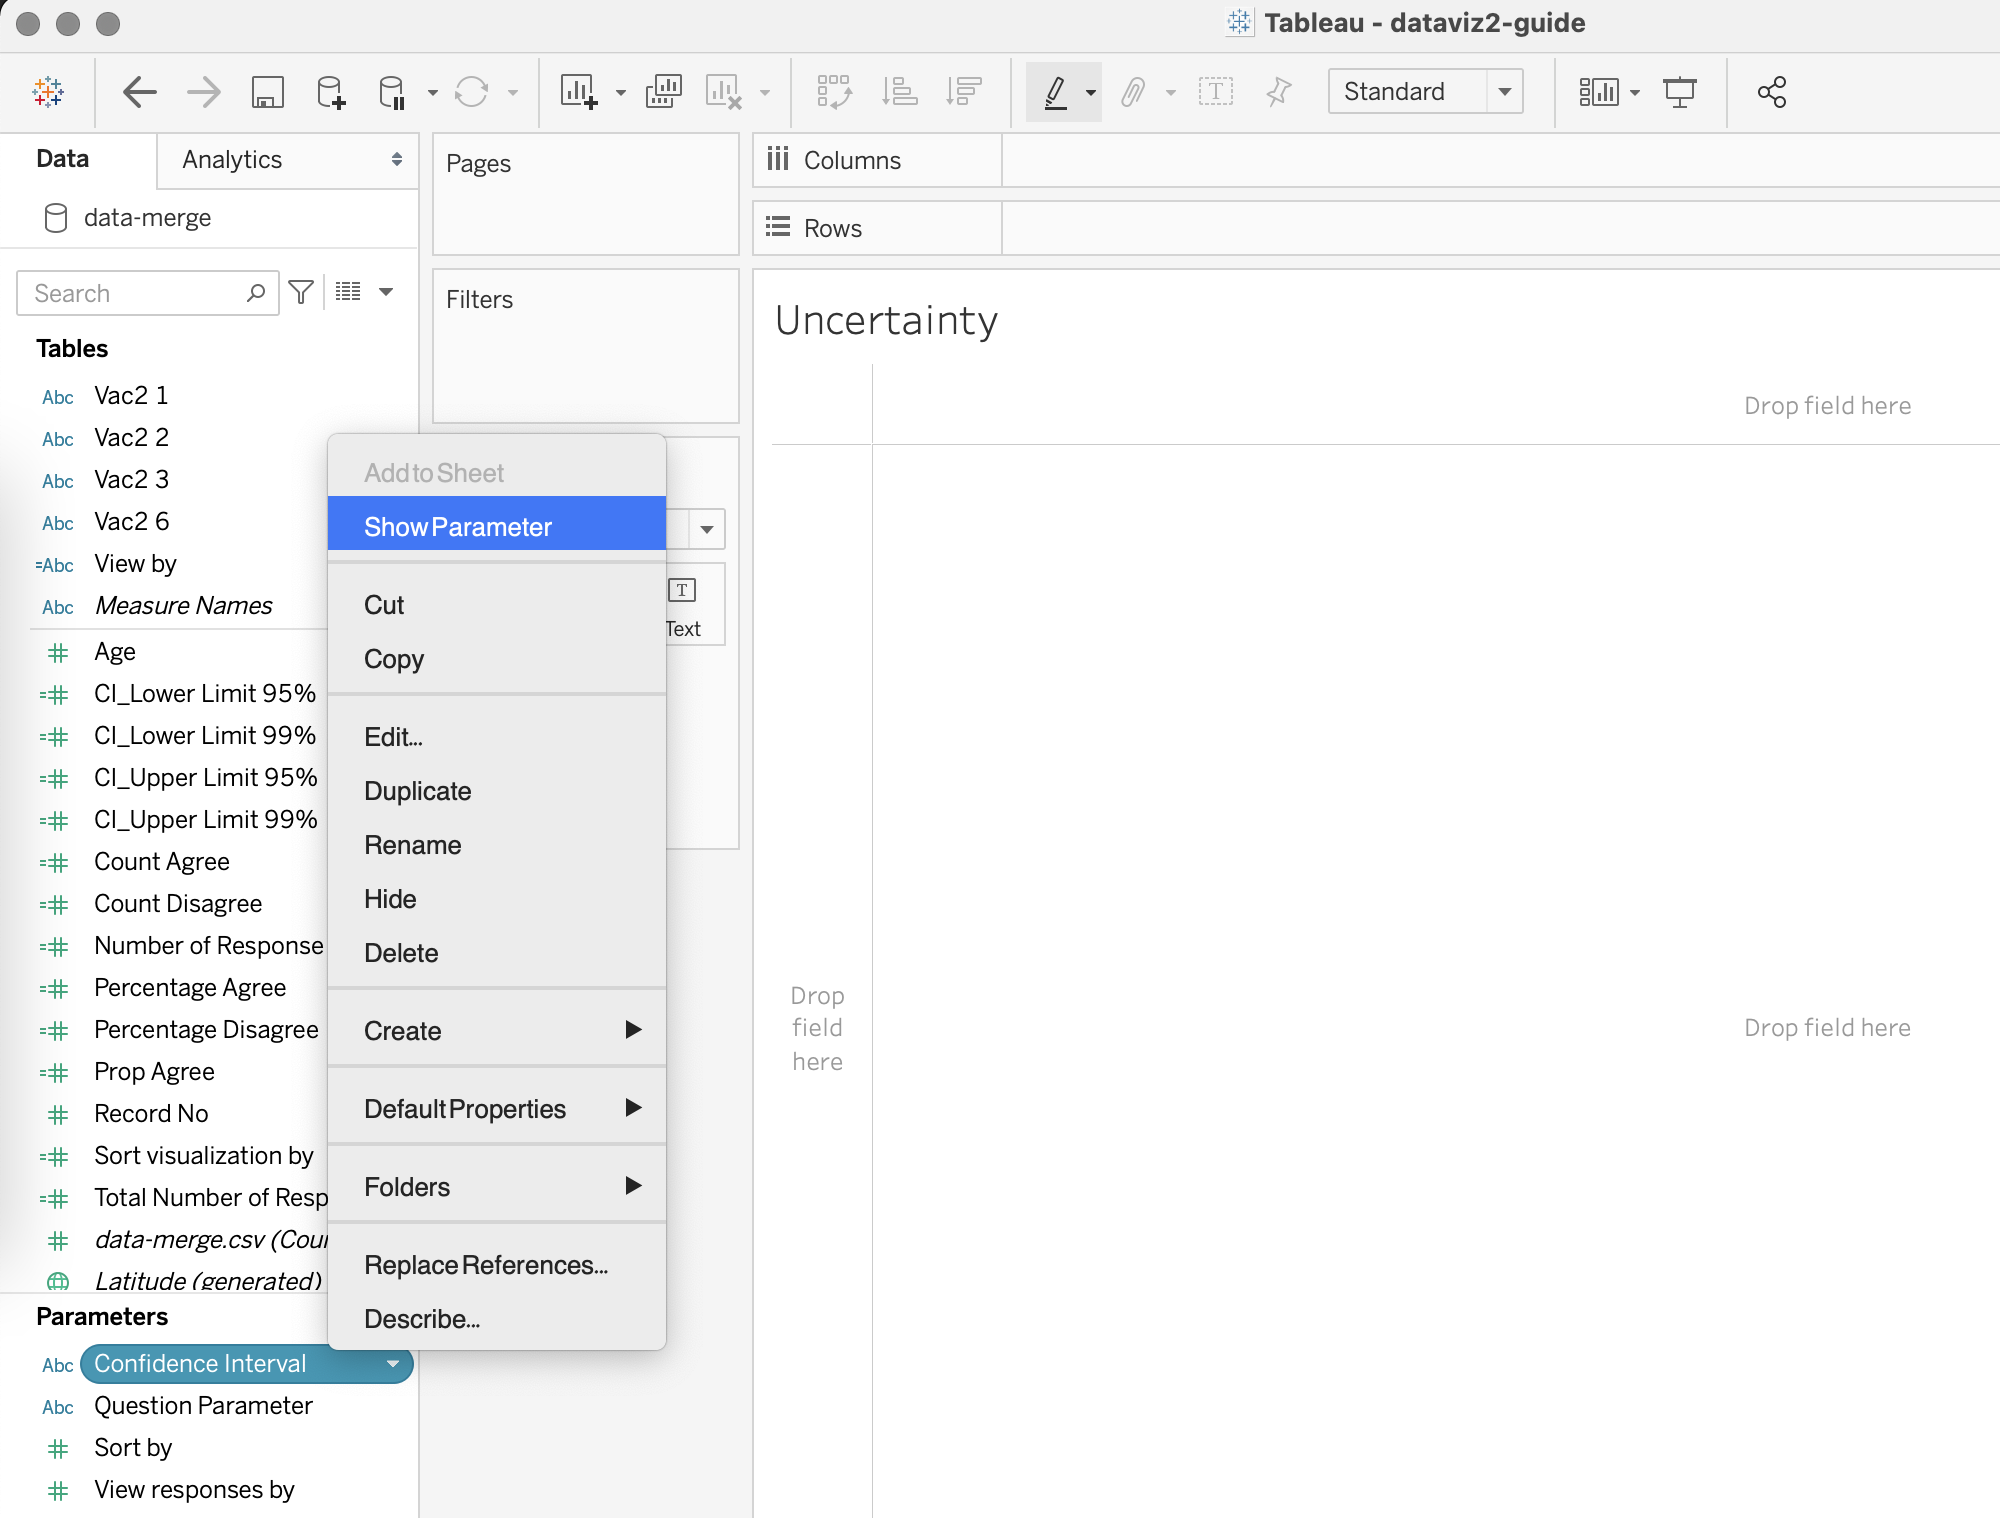 Tableau - dataviz2-guide
Standard
Data
Analytics
data-merge
Search
Tables
Abc Vac2 1
Abc Vac2 2
Abc Vac2 3
Abc Vac2 6
=Abc View by
Abc Measure Names
# Age
=# CI_Lower Limit 95%
=# CI_Lower Limit 99%
=# CI_Upper Limit 95%
=# CI_Upper Limit 99%
=# Count Agree
=# Count Disagree
=# Number of Response
=# Percentage Agree
=# Percentage Disagree
=# Prop Agree
# Record No
=# Sort visualization by
=# Total Number of Resp
# data-merge.csv (Cou
Latitude (generated)
Parameters
Abc Confidence Interval
Abc Question Parameter
# Sort by
# View responses by
Pages
Filters
T
Text
Add to Sheet
Show Parameter
Cut
Copy
Edit...
Duplicate
Rename
Hide
Delete
Create
Default Properties
Folders
Replace References...
Describe...
Columns
Rows
Uncertainty
Drop field here
Drop
field
here
Drop field here